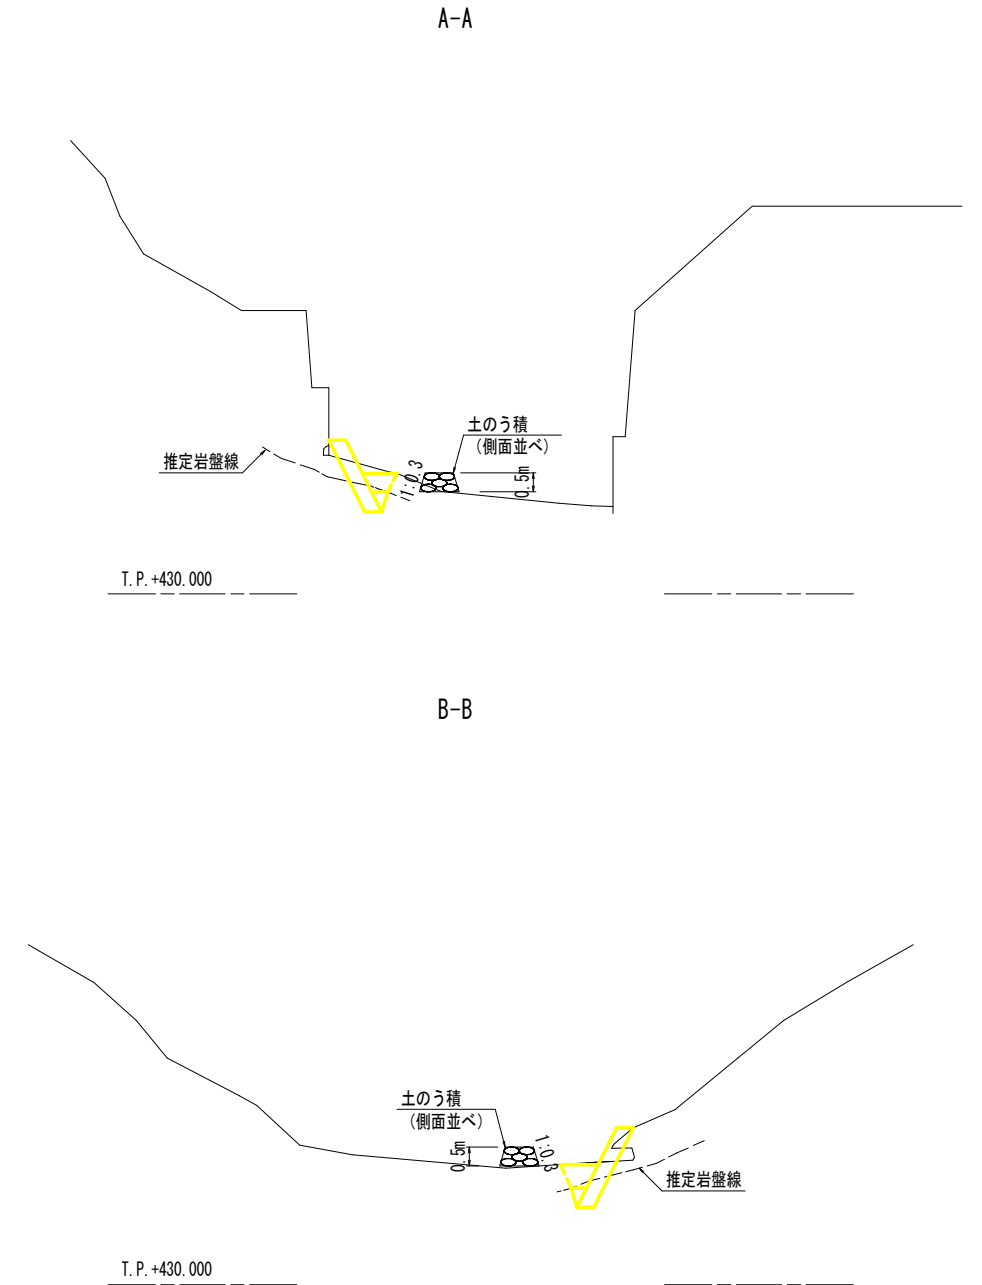 A-A
土のう積
(側面並べ)
推定岩盤線
1:0.3
0.5m
T.P.+430.000
B-B
土のう積
(側面並べ)
0.5m
1:0.3
推定岩盤線
T.P.+430.000